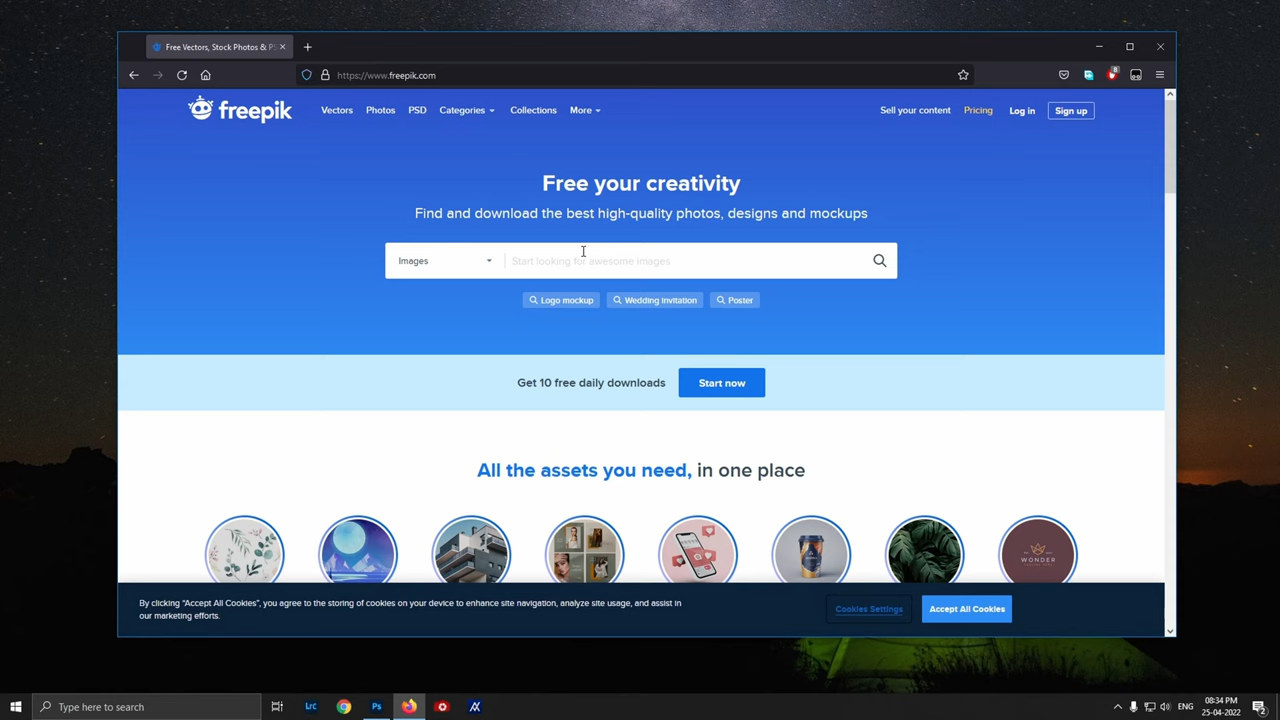 Free Vectors, Stock Photos & PS
https://www.freepik.com
8
freepik
Vectors
Photos
PSD
Categories
Collections
More
Sell your content
Pricing
Log in
Sign up
Free your creativity
Find and download the best high-quality photos, designs and mockups
Images
Start looking for awesome images
Logo mockup
Wedding invitation
Poster
Get 10 free daily downloads
Start now
All the assets you need, in one place
WONDER
By clicking “Accept All Cookies”, you agree to the storing of cookies on your device to enhance site navigation, analyze site usage, and assist in
our marketing efforts.
Cookies Settings
Accept All Cookies
Type here to search
LrC
Ps
ENG
08:34 PM
25-04-2022
2